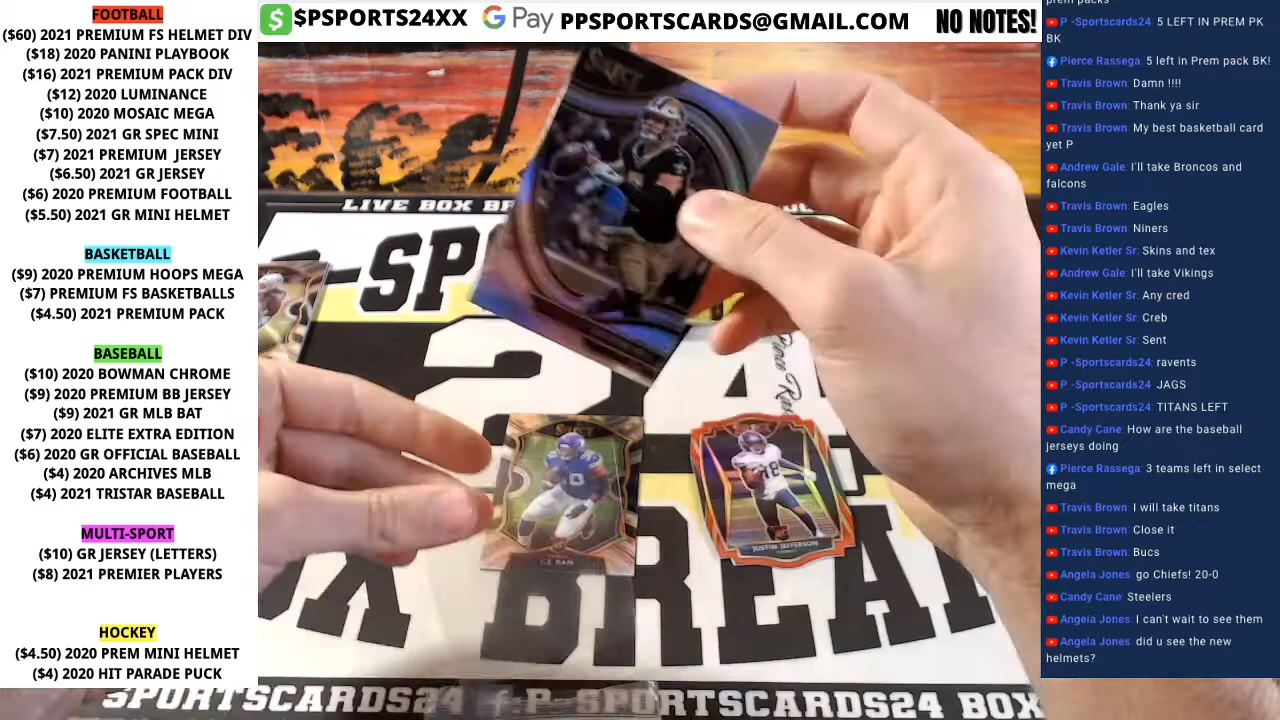 FOOTBALL
($60) 2021 PREMIUM FS HELMET DIV
($18) 2020 PANINI PLAYBOOK
($16) 2021 PREMIUM PACK DIV
($12) 2020 LUMINANCE
($10) 2020 MOSAIC MEGA
($7.50) 2021 GR SPEC MINI
($7) 2021 PREMIUM JERSEY
($6.50) 2021 GR JERSEY
($6) 2020 PREMIUM FOOTBALL
($5.50) 2021 GR MINI HELMET
BASKETBALL
($9) 2020 PREMIUM HOOPS MEGA
($7) PREMIUM FS BASKETBALLS
($4.50) 2021 PREMIUM PACK
BASEBALL
($10) 2020 BOWMAN CHROME
($9) 2020 PREMIUM BB JERSEY
($9) 2021 GR MLB BAT
($7) 2020 ELITE EXTRA EDITION
($6) 2020 GR OFFICIAL BASEBALL
($4) 2020 ARCHIVES MLB
($4) 2021 TRISTAR BASEBALL
MULTI-SPORT
($10) GR JERSEY (LETTERS)
($8) 2021 PREMIER PLAYERS
HOCKEY
($4.50) 2020 PREM MINI HELMET
($4) 2020 HIT PARADE PUCK
$PSPORTS24XX G Pay PPSPORTSCARDS@GMAIL.COM NO NOTES!
SELECT
LIVE BOX BR
-SP
24
SELECT
C.J. HAM
JUSTIN JEFFERSON
OX BREAK
SPORTSCARDS24 f:P-SPORTSCARDS24 BOX
prem packs
P -Sportscards24 5 LEFT IN PREM PK
BK
Pierce Rassega: 5 left in Prem pack BK!
Travis Brown: Damn !!!!
Travis Brown: Thank ya sir
Travis Brown: My best basketball card
yet P
Andrew Gale: I'll take Broncos and
falcons
Travis Brown: Eagles
Travis Brown: Niners
Kevin Ketler Sr: Skins and tex
Andrew Gale: I'll take Vikings
Kevin Ketler Sr: Any cred
Kevin Ketler Sr: Creb
Kevin Ketler Sr: Sent
P -Sportscards24: ravents
P -Sportscards24: JAGS
P -Sportscards24: TITANS LEFT
Candy Cane: How are the baseball
jerseys doing
Pierce Rassega: 3 teams left in select
mega
Travis Brown: I will take titans
Travis Brown: Close it
Travis Brown: Bucs
Angela Jones: go Chiefs! 20-0
Candy Cane: Steelers
Angela Jones: I can't wait to see them
Angela Jones: did u see the new
helmets?